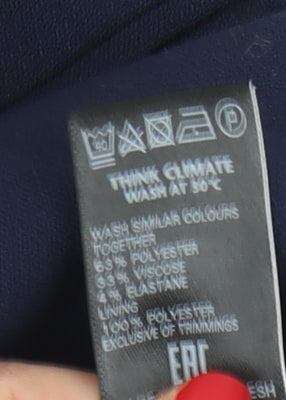 40
P
THINK CLIMATE
WASH AT 30°C
WASH SIMILAR COLOURS
TOGETHER
63% POLYESTER
33% VISCOSE
4% ELASTANE
LINING
100% POLYESTER
EXCLUSIVE OF TRIMMINGS
EAC